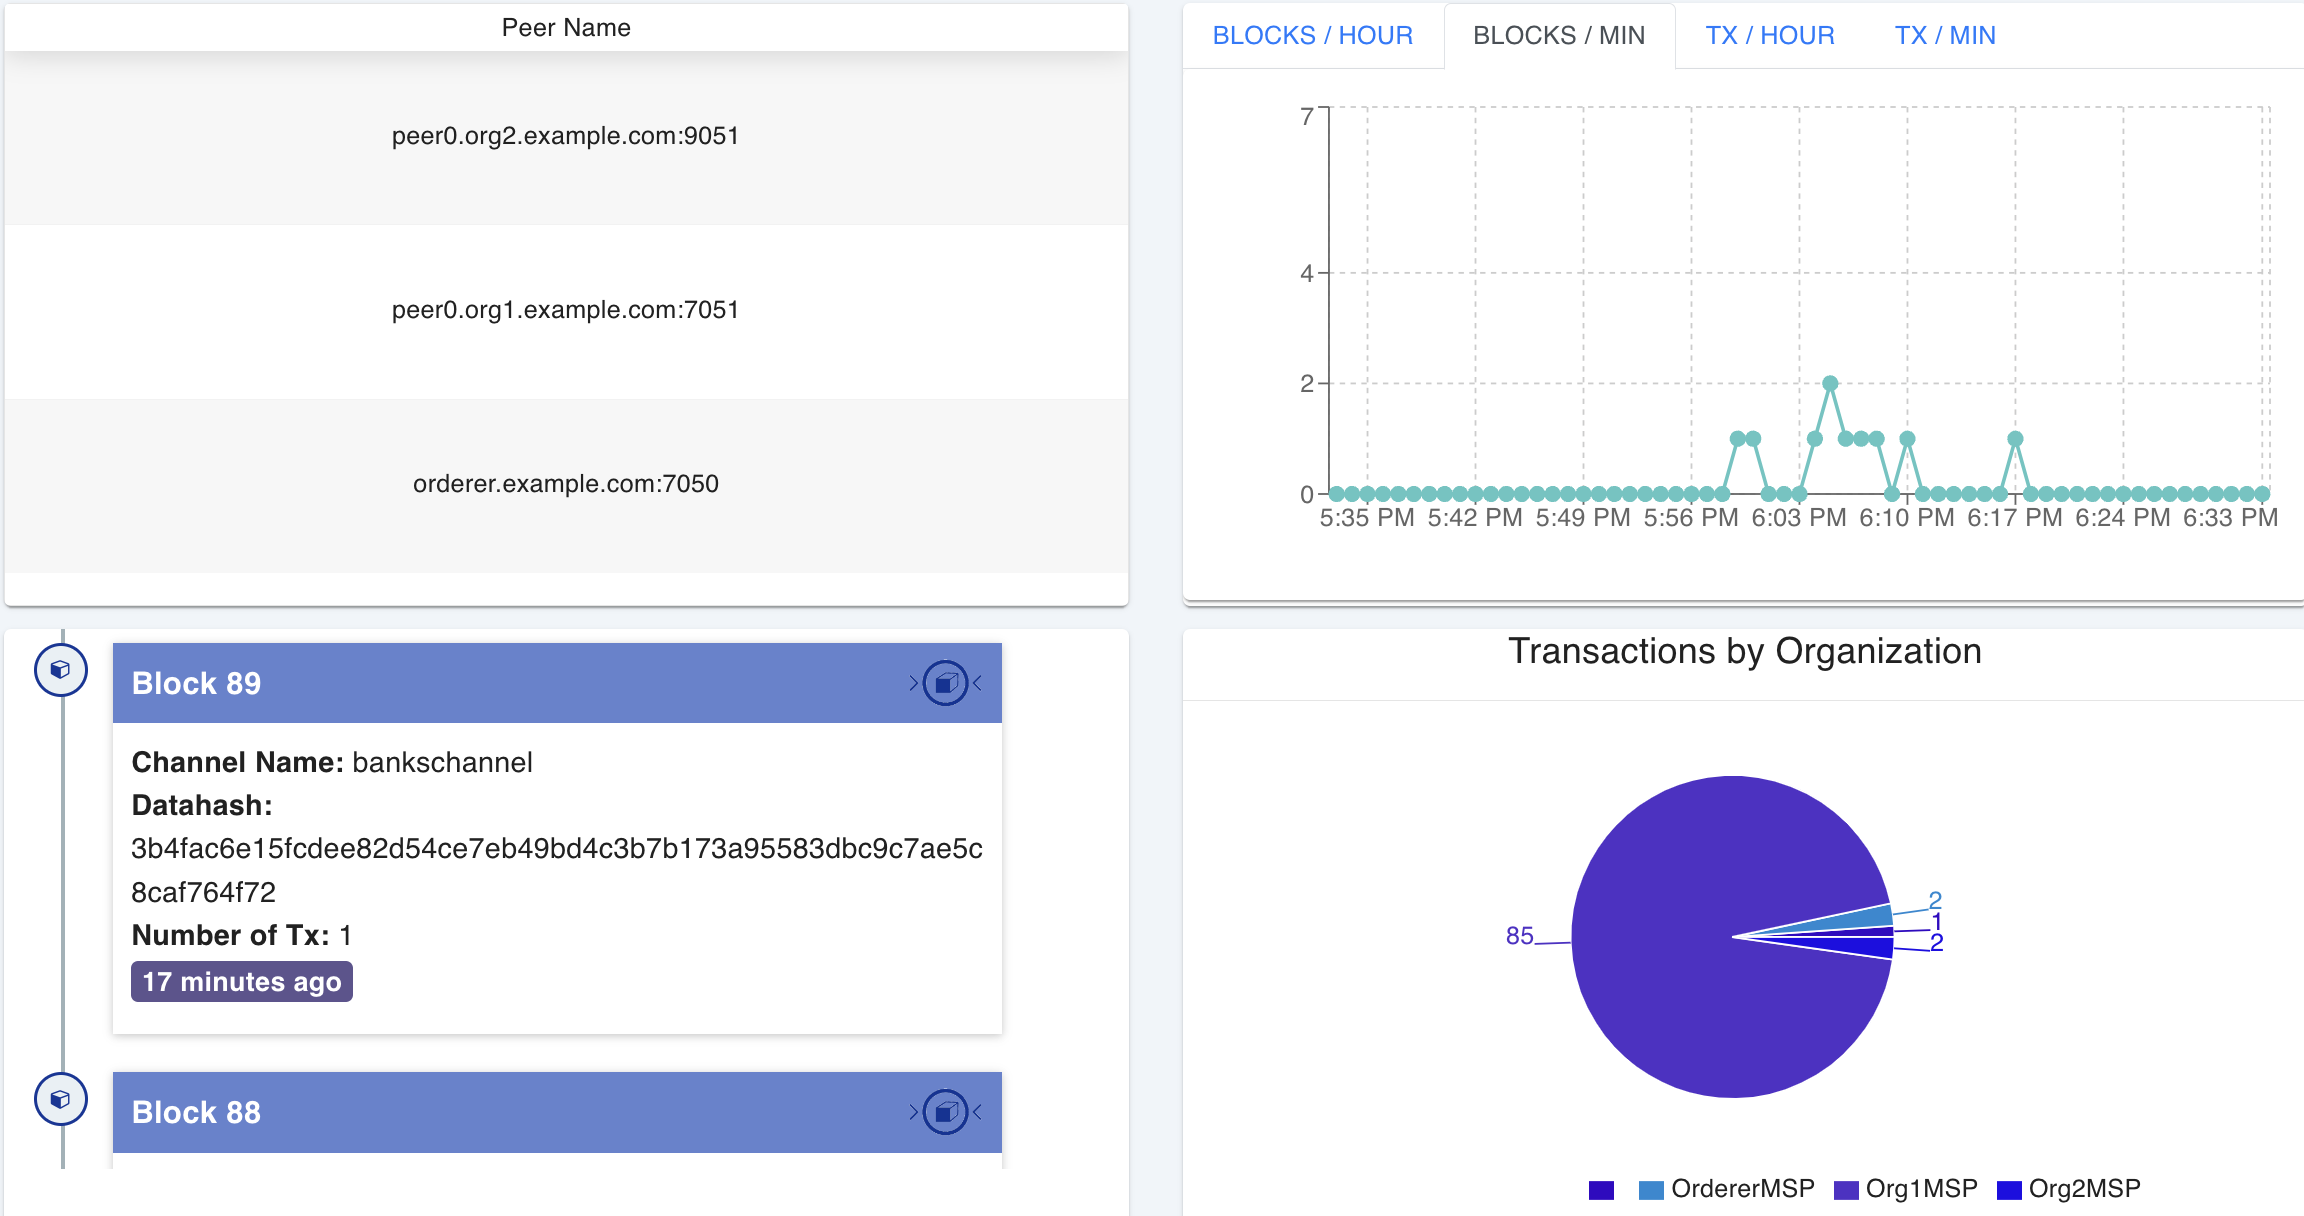 Peer Name
peer0.org2.example.com:9051
peer0.org1.example.com:7051
orderer.example.com:7050
BLOCKS / HOUR
BLOCKS / MIN
TX / HOUR
TX / MIN
7
4
2
0
5:35 PM
5:42 PM
5:49 PM
5:56 PM
6:03 PM
6:10 PM
6:17 PM
6:24 PM
6:33 PM
Block 89
Channel Name: bankschannel
Datahash:
3b4fac6e15fcdee82d54ce7eb49bd4c3b7b173a95583dbc9c7ae5c
8caf764f72
Number of Tx: 1
17 minutes ago
Block 88
Transactions by Organization
2
1
2
85
OrdererMSP
Org1MSP
Org2MSP